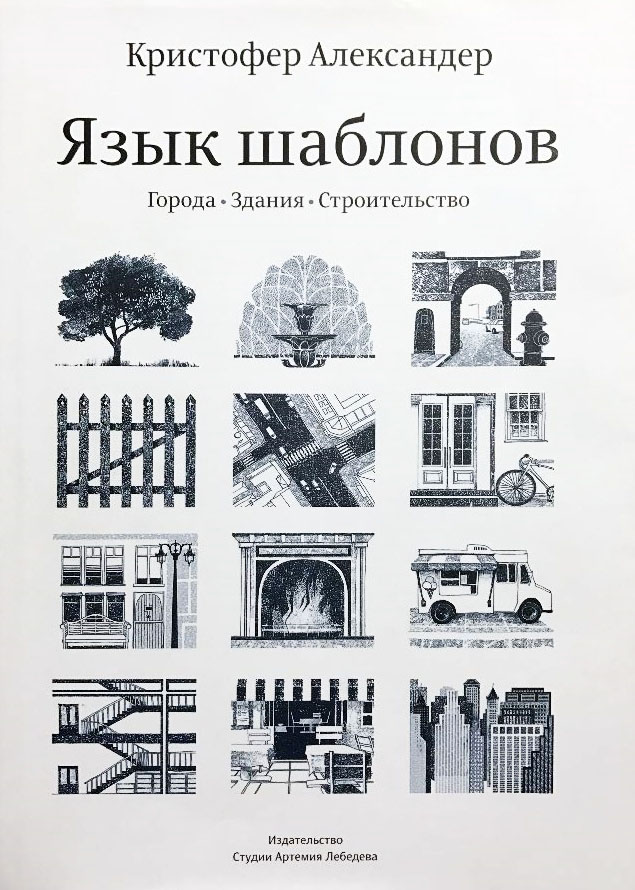 Кристофер Александер
Язык шаблонов
Города • Здания • Строительство
Издательство
Студии Артемия Лебедева